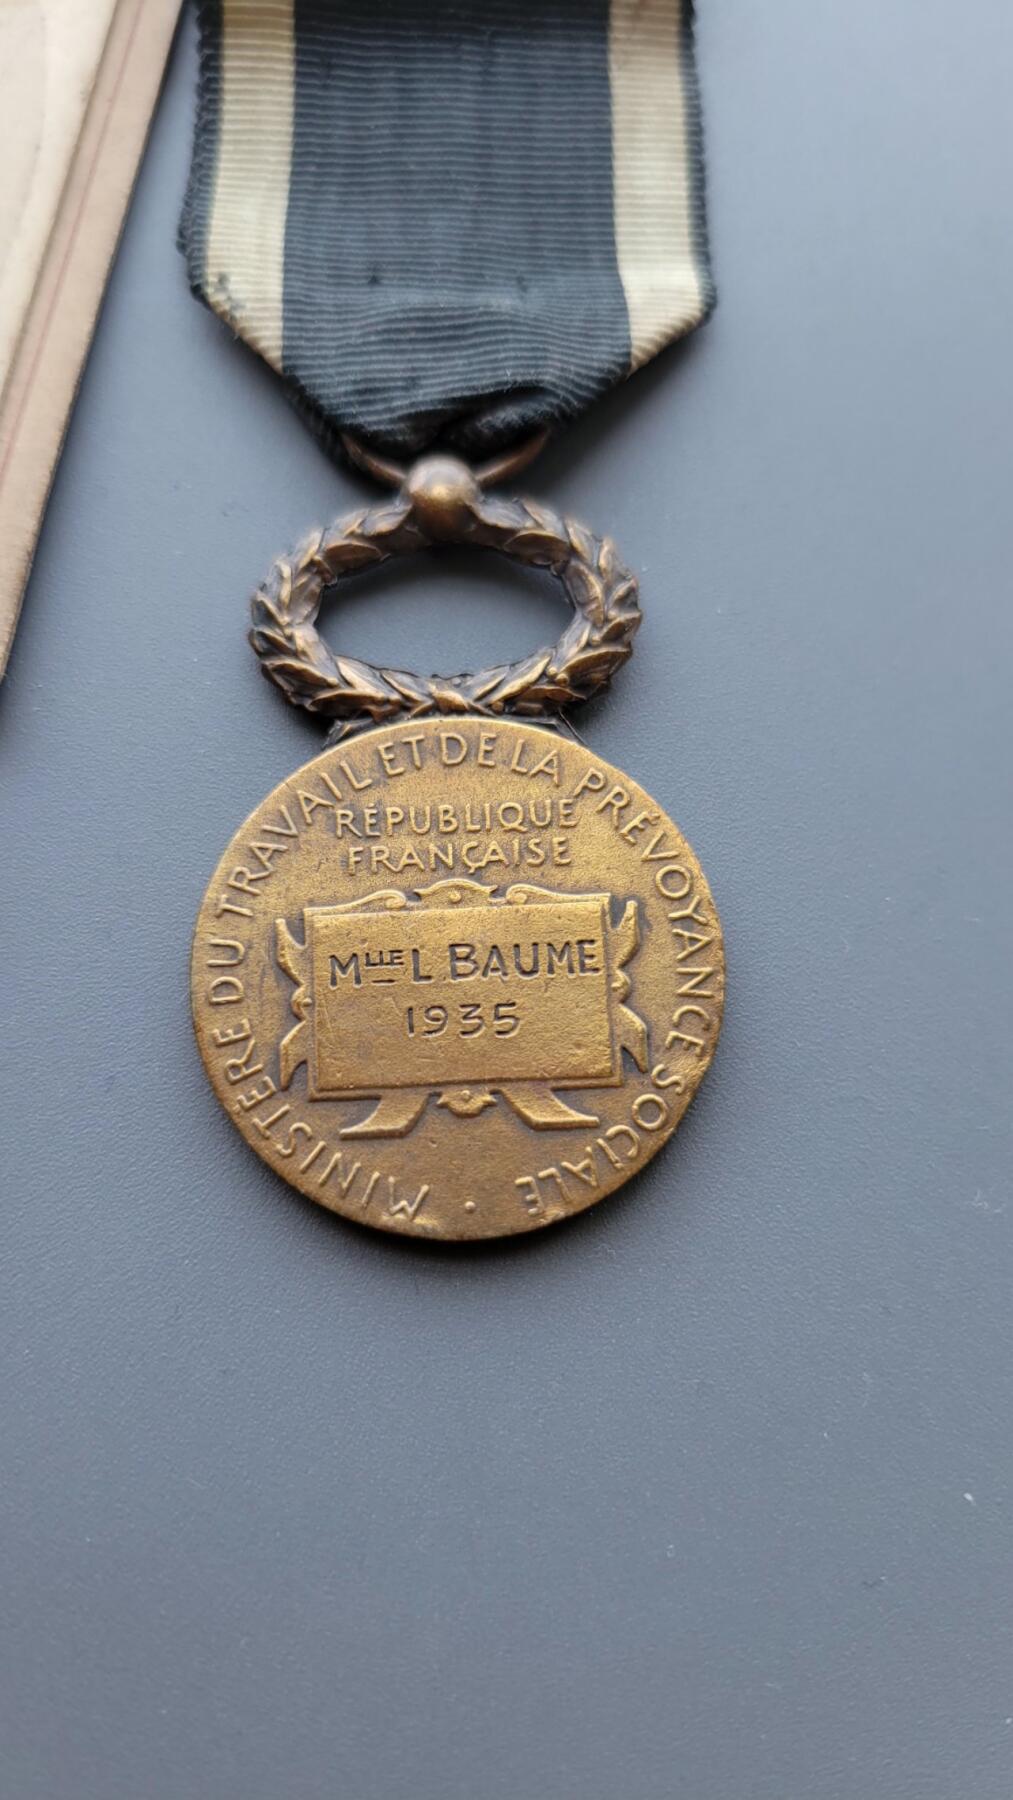 MINISTÈRE DU TRAVAIL ET DE LA PRÉVOYANCE SOCIALE •
RÉPUBLIQUE
FRANÇAISE
MLLE L BAUME
1935